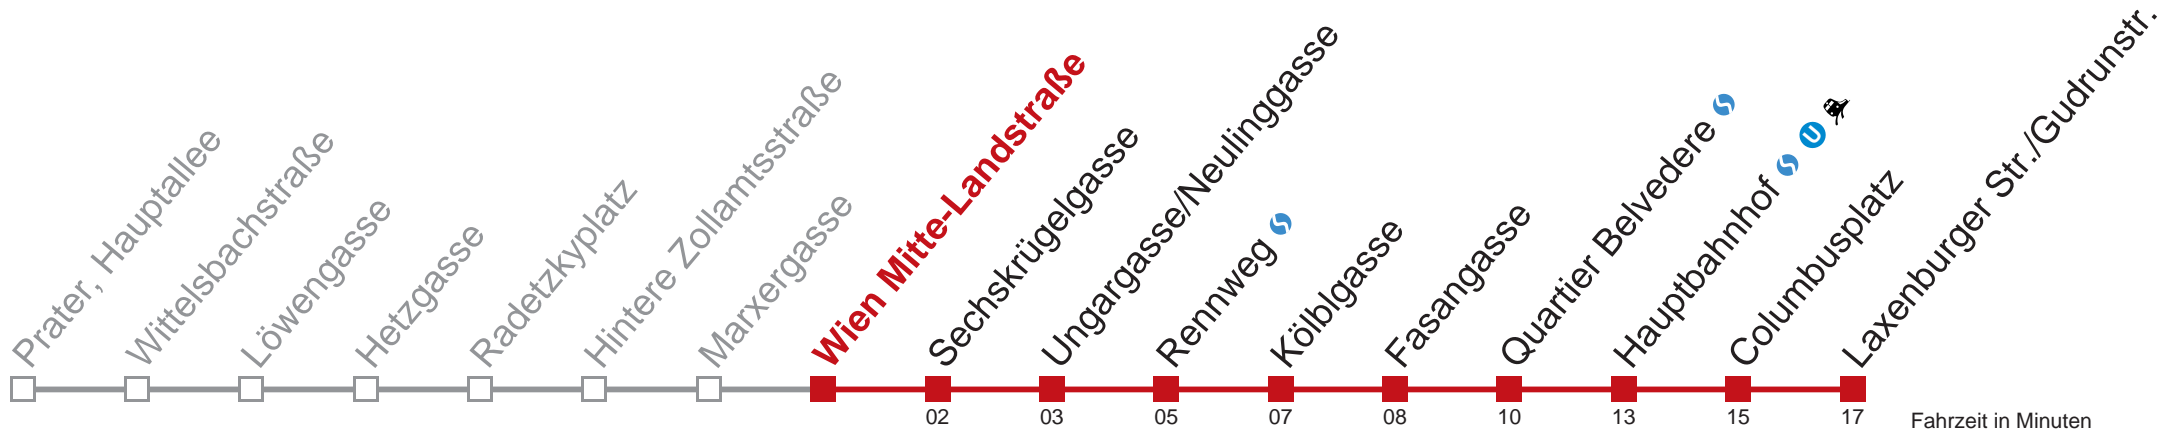 Prater, Hauptallee
Wittelsbachstraße
Löwengasse
Hetzgasse
Radetzkyplatz
Hintere Zollamtsstraße
Marxergasse
Wien Mitte-Landstraße
Sechskrügelgasse
Ungargasse/Neulinggasse
Rennweg
Kölblgasse
Fasangasse
Quartier Belvedere
Hauptbahnhof U
Columbusplatz
Laxenburger Str./Gudrunstr.
02 03 05 07 08 10 13 15 17 Fahrzeit in Minuten